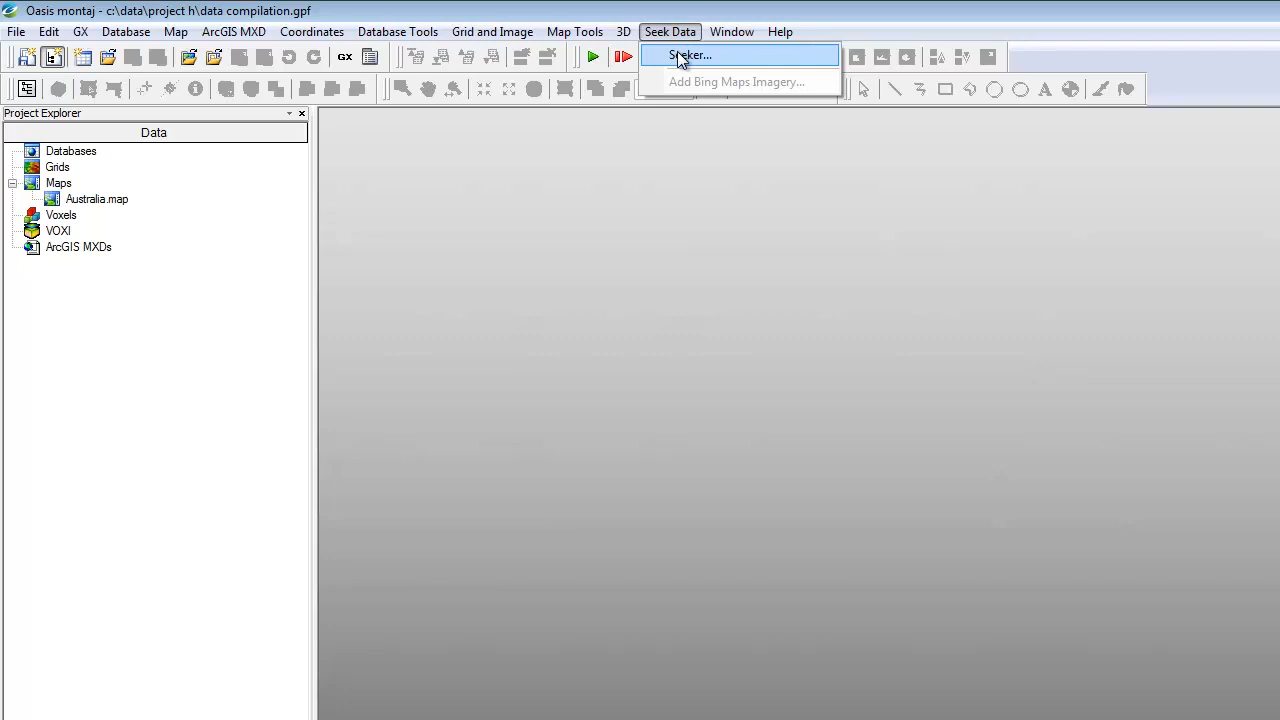 Oasis montaj - c:\data\project h\data compilation.gpf
File Edit GX Database Map ArcGIS MXD Coordinates Database Tools Grid and Image Map Tools 3D Seek Data Window Help
GX
Seeker...
Add Bing Maps Imagery...
Project Explorer
Data
Databases
Grids
Maps
Australia.map
Voxels
VOXI
ArcGIS MXDs